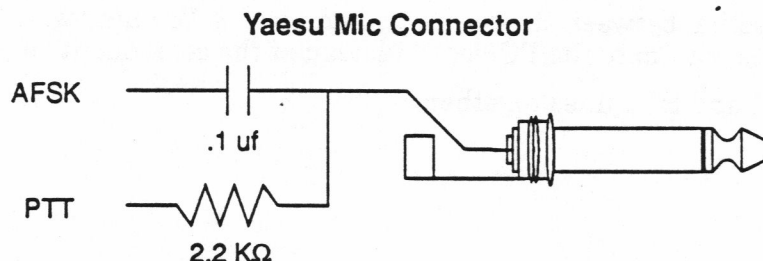 Yaesu Mic Connector
AFSK
.1 uf
PTT
2.2 KΩ